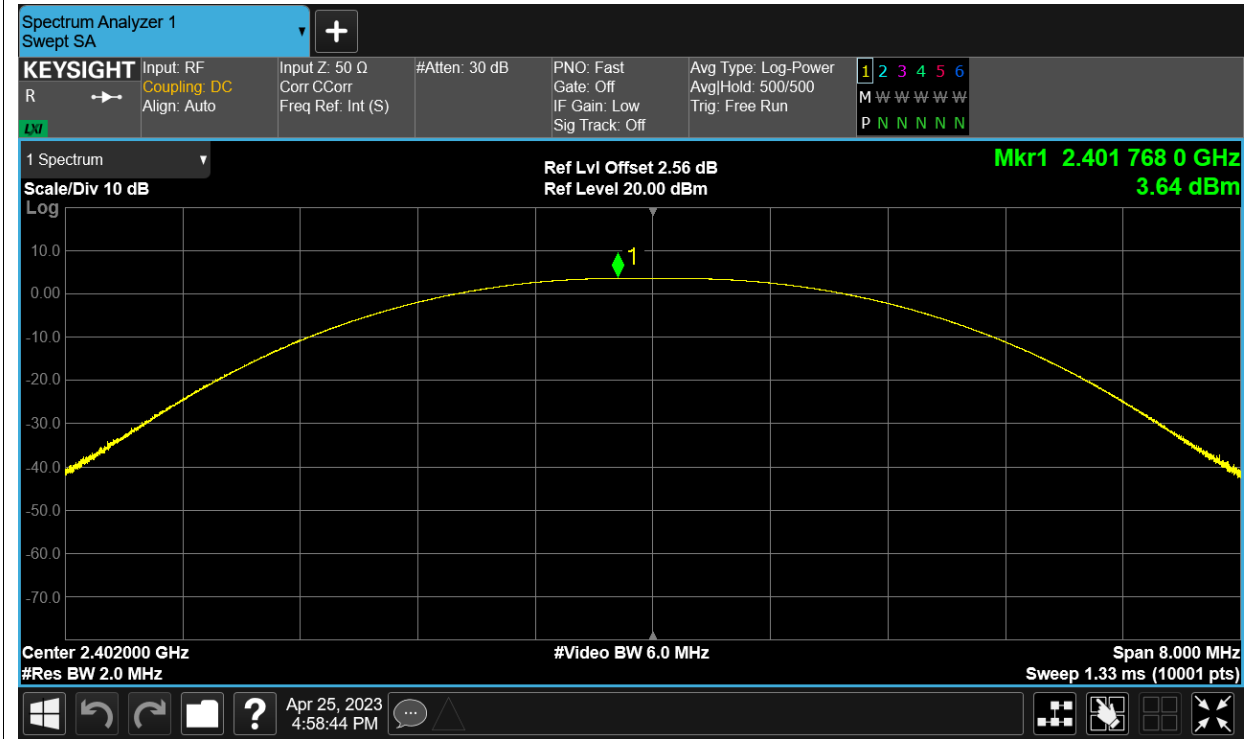 Spectrum Analyzer 1
Swept SA
KEYSIGHT
R
LXI
Input: RF
Coupling: DC
Align: Auto
Input Z: 50 Ω
Corr CCorr
Freq Ref: Int (S)
#Atten: 30 dB
PNO: Fast
Gate: Off
IF Gain: Low
Sig Track: Off
Avg Type: Log-Power
Avg|Hold: 500/500
Trig: Free Run
1 2 3 4 5 6
M W W W W W
P N N N N N
1 Spectrum
Scale/Div 10 dB
Log
Ref Lvl Offset 2.56 dB
Ref Level 20.00 dBm
Mkr1 2.401 768 0 GHz
3.64 dBm
1
10.0
0.00
-10.0
-20.0
-30.0
-40.0
-50.0
-60.0
-70.0
Center 2.402000 GHz
#Res BW 2.0 MHz
#Video BW 6.0 MHz
Span 8.000 MHz
Sweep 1.33 ms (10001 pts)
?
Apr 25, 2023
4:58:44 PM